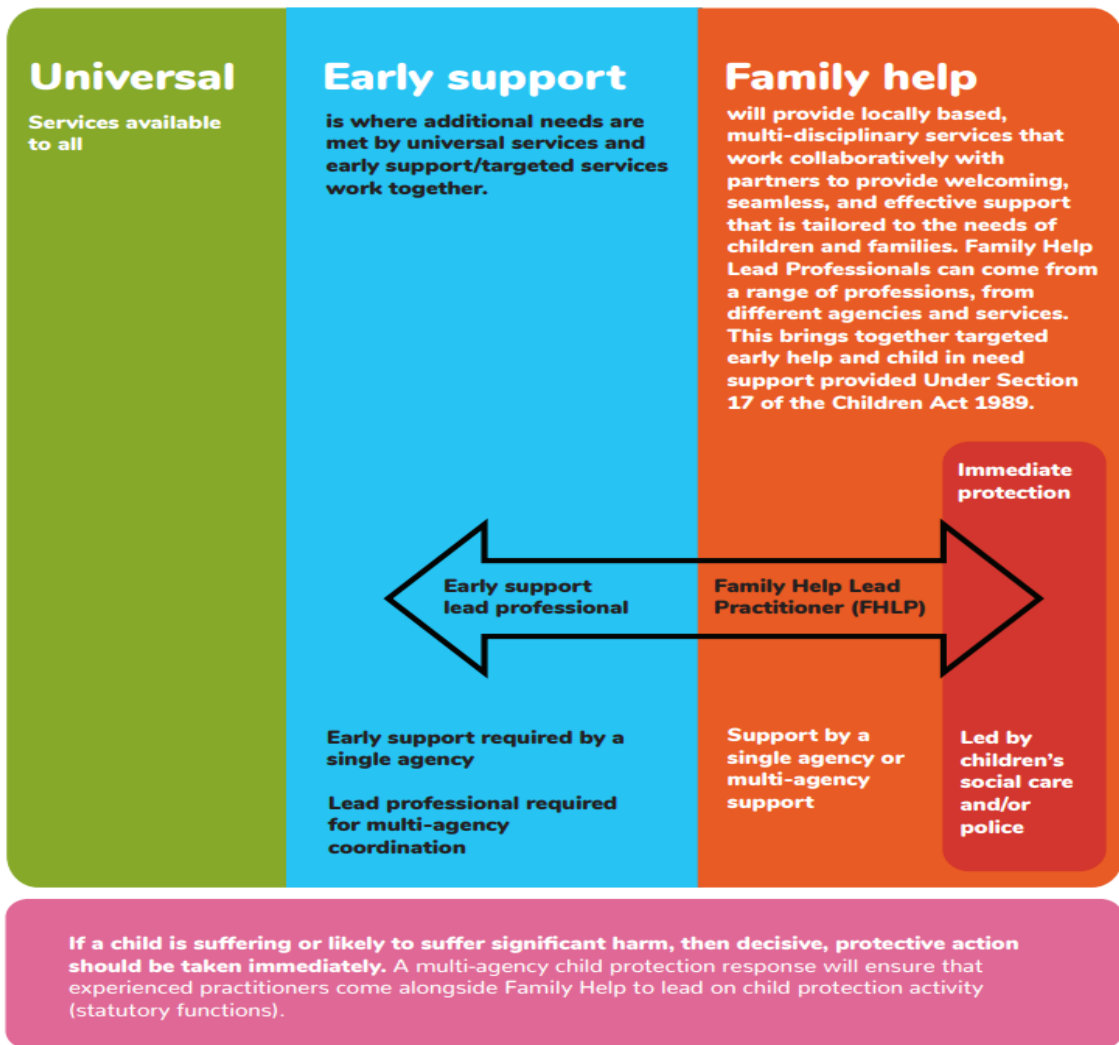 Universal
Services available
to all
Early support
is where additional needs are
met by universal services and
early support/targeted services
work together.
Family help
will provide locally based,
multi-disciplinary services that
work collaboratively with
partners to provide welcoming,
seamless, and effective support
that is tailored to the needs of
children and families. Family Help
Lead Professionals can come from
a range of professions, from
different agencies and services.
This brings together targeted
early help and child in need
support provided Under Section
17 of the Children Act 1989.
Immediate
protection
Early support
lead professional
Family Help Lead
Practitioner (FHLP)
Early support required by a
single agency
Lead professional required
for multi-agency
coordination
Support by a
single agency or
multi-agency
support
Led by
children’s
social care
and/or
police
If a child is suffering or likely to suffer significant harm, then decisive, protective action
should be taken immediately. A multi-agency child protection response will ensure that
experienced practitioners come alongside Family Help to lead on child protection activity
(statutory functions).